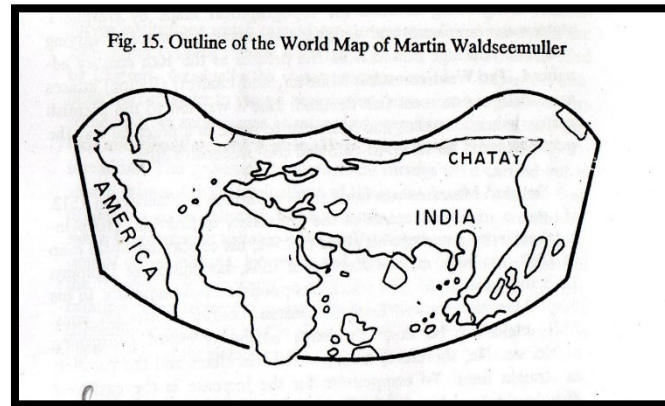 Fig. 15. Outline of the World Map of Martin Waldseemuller
CHATAY
AMERICA
INDIA